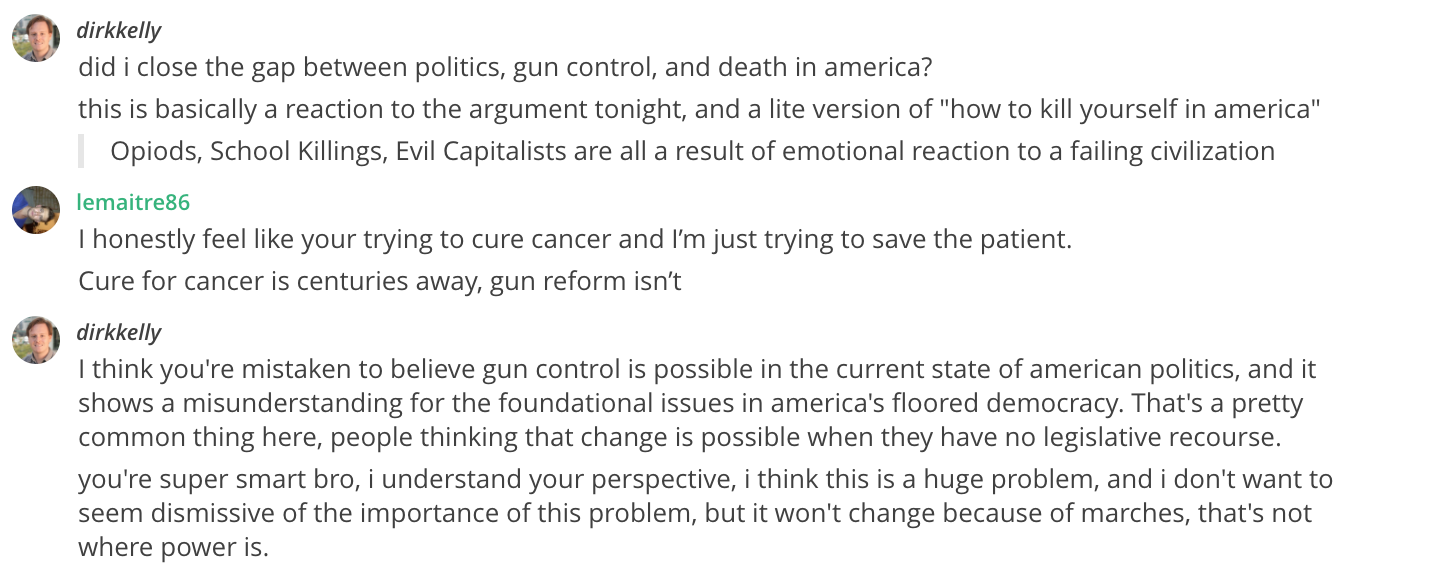 dirkkelly
did i close the gap between politics, gun control, and death in america?
this is basically a reaction to the argument tonight, and a lite version of "how to kill yourself in america"
Opiods, School Killings, Evil Capitalists are all a result of emotional reaction to a failing civilization
lemaitre86
I honestly feel like your trying to cure cancer and I’m just trying to save the patient.
Cure for cancer is centuries away, gun reform isn’t
dirkkelly
I think you're mistaken to believe gun control is possible in the current state of american politics, and it
shows a misunderstanding for the foundational issues in america's floored democracy. That's a pretty
common thing here, people thinking that change is possible when they have no legislative recourse.
you're super smart bro, i understand your perspective, i think this is a huge problem, and i don't want to
seem dismissive of the importance of this problem, but it won't change because of marches, that's not
where power is.